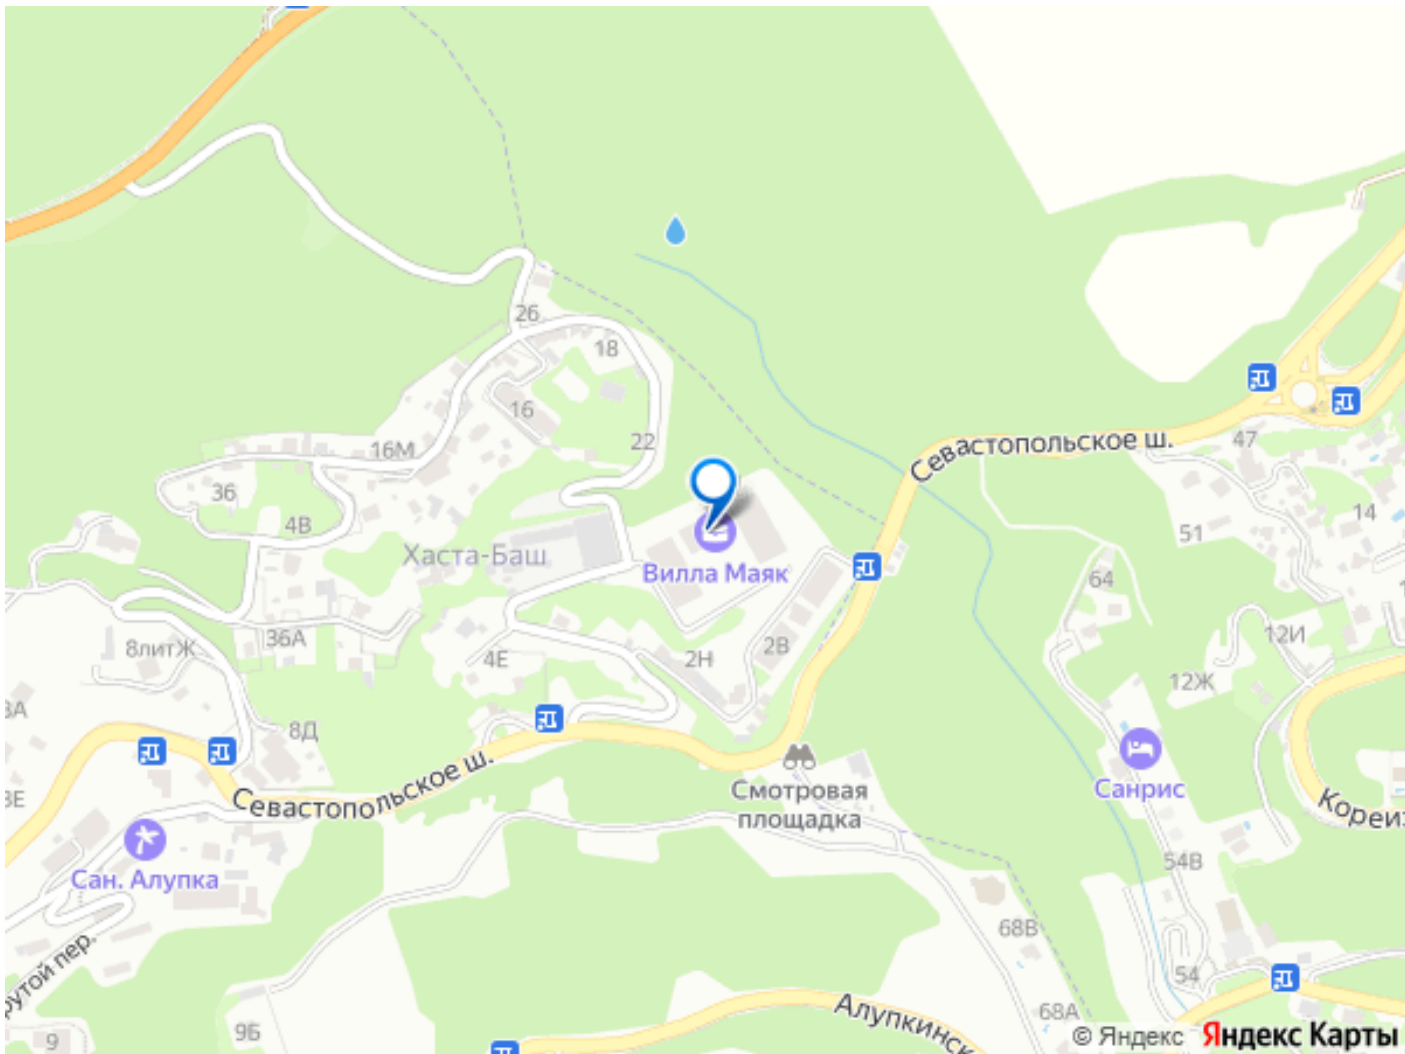 26
18
16
22
16М
36
4В
Хаста-Баш
Вилла Маяк
36А
8литЖ
4Е
2Н
2В
8Д
Севастопольское ш.
47
14
51
64
12И
12Ж
Севастопольское ш.
Смотровая
площадка
Санрис
Кореиз
Сан. Алупка
54В
68В
54
9
9Б
Алупкинск
68А
© Яндекс Яндекс Карты